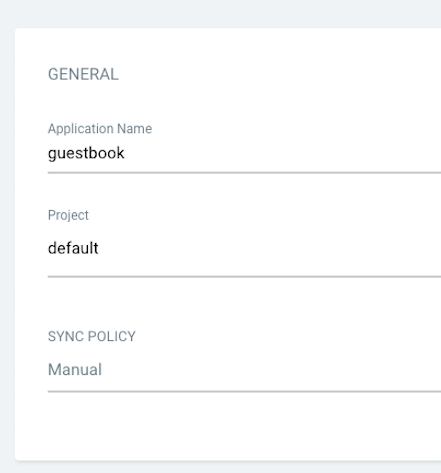 GENERAL
Application Name
guestbook
Project
default
SYNC POLICY
Manual